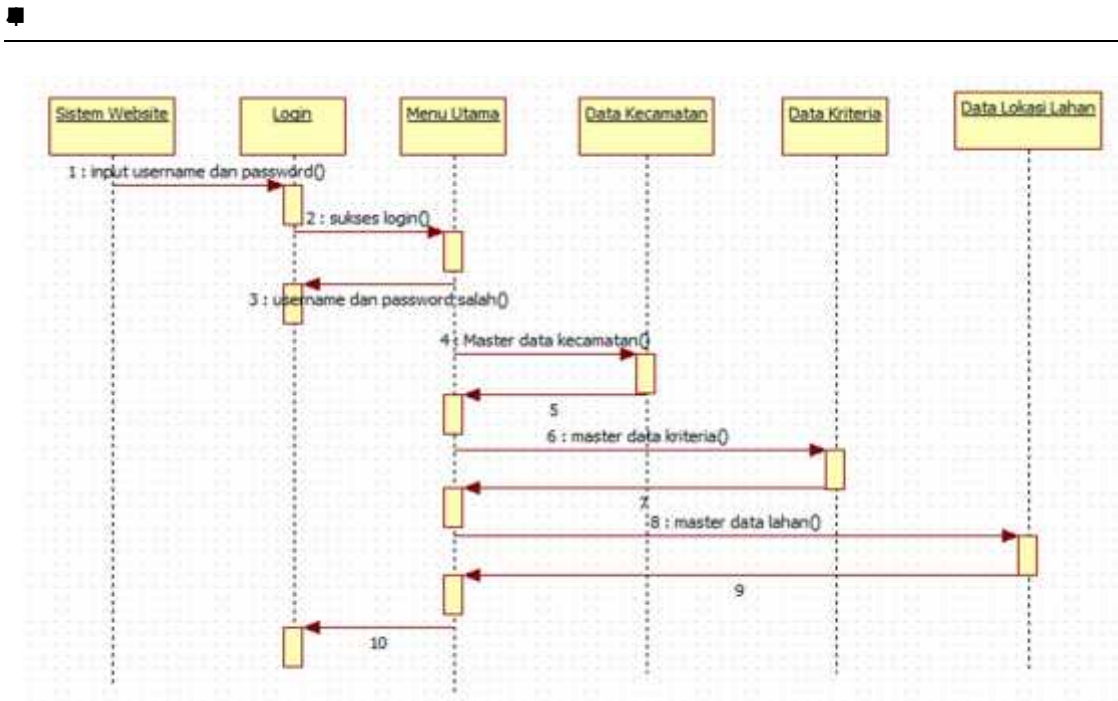 Sistem Website
Login
Menu Utama
Data Kecamatan
Data Kriteria
Data Lokasi Lahan
1 : input username dan password()
2 : sukses login()
3 : username dan password salah()
4 : Master data kecamatan()
5
6 : master data kriteria()
7
8 : master data lahan()
9
10